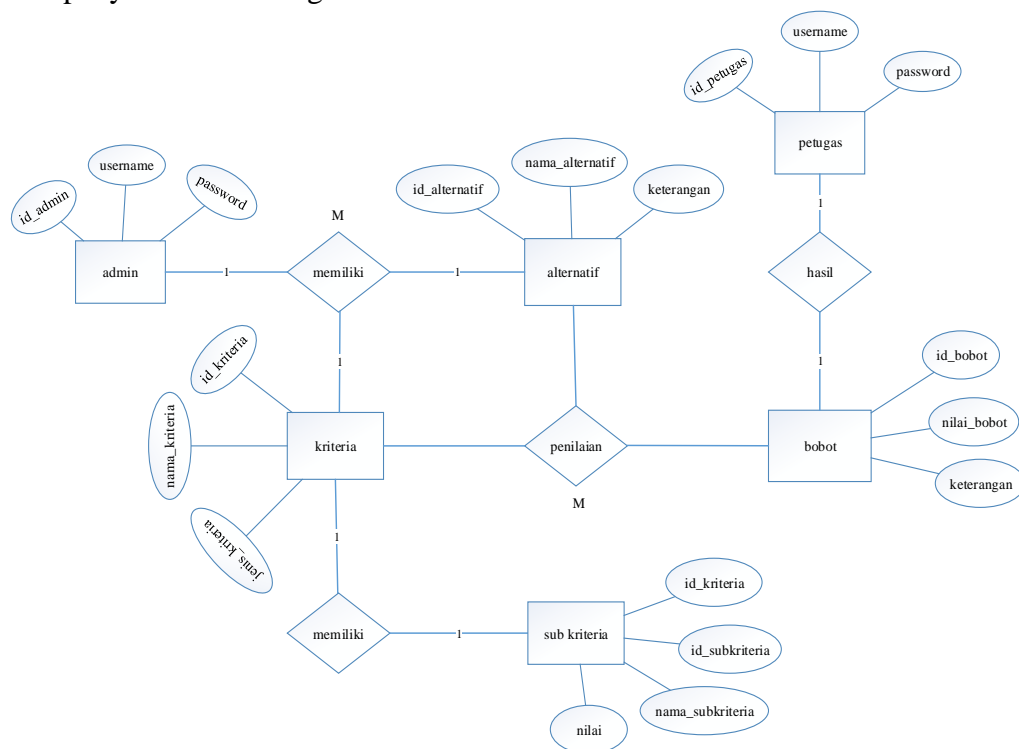 username
id_petugas
password
petugas
1
username
id_admin
password
admin
M
nama_alternatif
id_alternatif
keterangan
1
memiliki
1
alternatif
hasil
1
1
id_kriteria
nama_kriteria
jenis_kriteria
kriteria
penilaian
M
bobot
id_bobot
nilai_bobot
keterangan
1
memiliki
1
sub kriteria
id_kriteria
id_subkriteria
nama_subkriteria
nilai